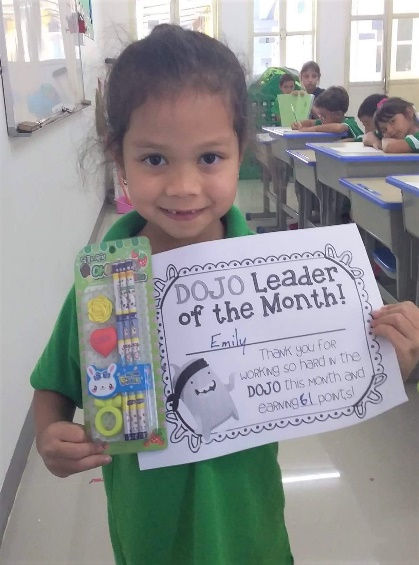 DOJO Leader
of the Month!
Emily
Thank you for
working so hard in the
DOJO this month and
earning 61 points!